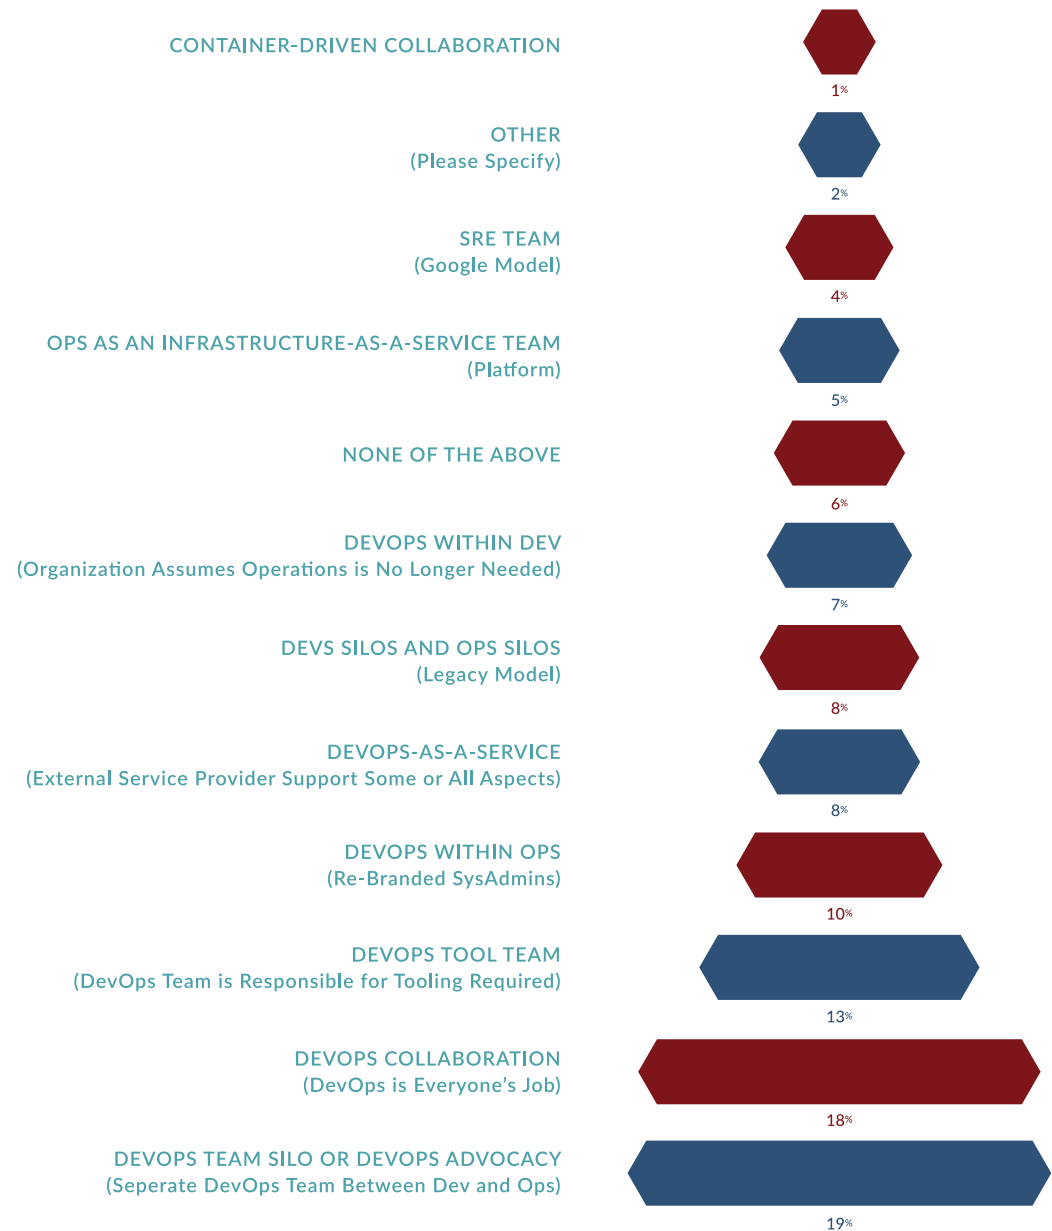 CONTAINER-DRIVEN COLLABORATION
1%
OTHER
(Please Specify)
2%
SRE TEAM
(Google Model)
4%
OPS AS AN INFRASTRUCTURE-AS-A-SERVICE TEAM
(Platform)
5%
NONE OF THE ABOVE
6%
DEVOPS WITHIN DEV
(Organization Assumes Operations is No Longer Needed)
7%
DEVS SILOS AND OPS SILOS
(Legacy Model)
8%
DEVOPS-AS-A-SERVICE
(External Service Provider Support Some or All Aspects)
8%
DEVOPS WITHIN OPS
(Re-Branded SysAdmins)
10%
DEVOPS TOOL TEAM
(DevOps Team is Responsible for Tooling Required)
13%
DEVOPS COLLABORATION
(DevOps is Everyone's Job)
18%
DEVOPS TEAM SILO OR DEVOPS ADVOCACY
(Seperate DevOps Team Between Dev and Ops)
19%